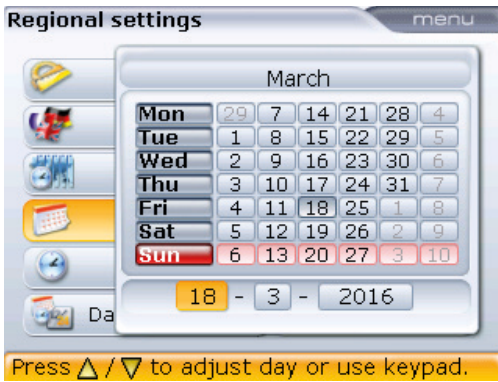 Regional settings menu
March
Mon 29 7 14 21 28 4
Tue 1 8 15 22 29 5
Wed 2 9 16 23 30 6
Thu 3 10 17 24 31 7
Fri 4 11 18 25 1 8
Sat 5 12 19 26 2 9
Sun 6 13 20 27 3 10
18 - 3 - 2016
Da
Press △ / ▽ to adjust day or use keypad.